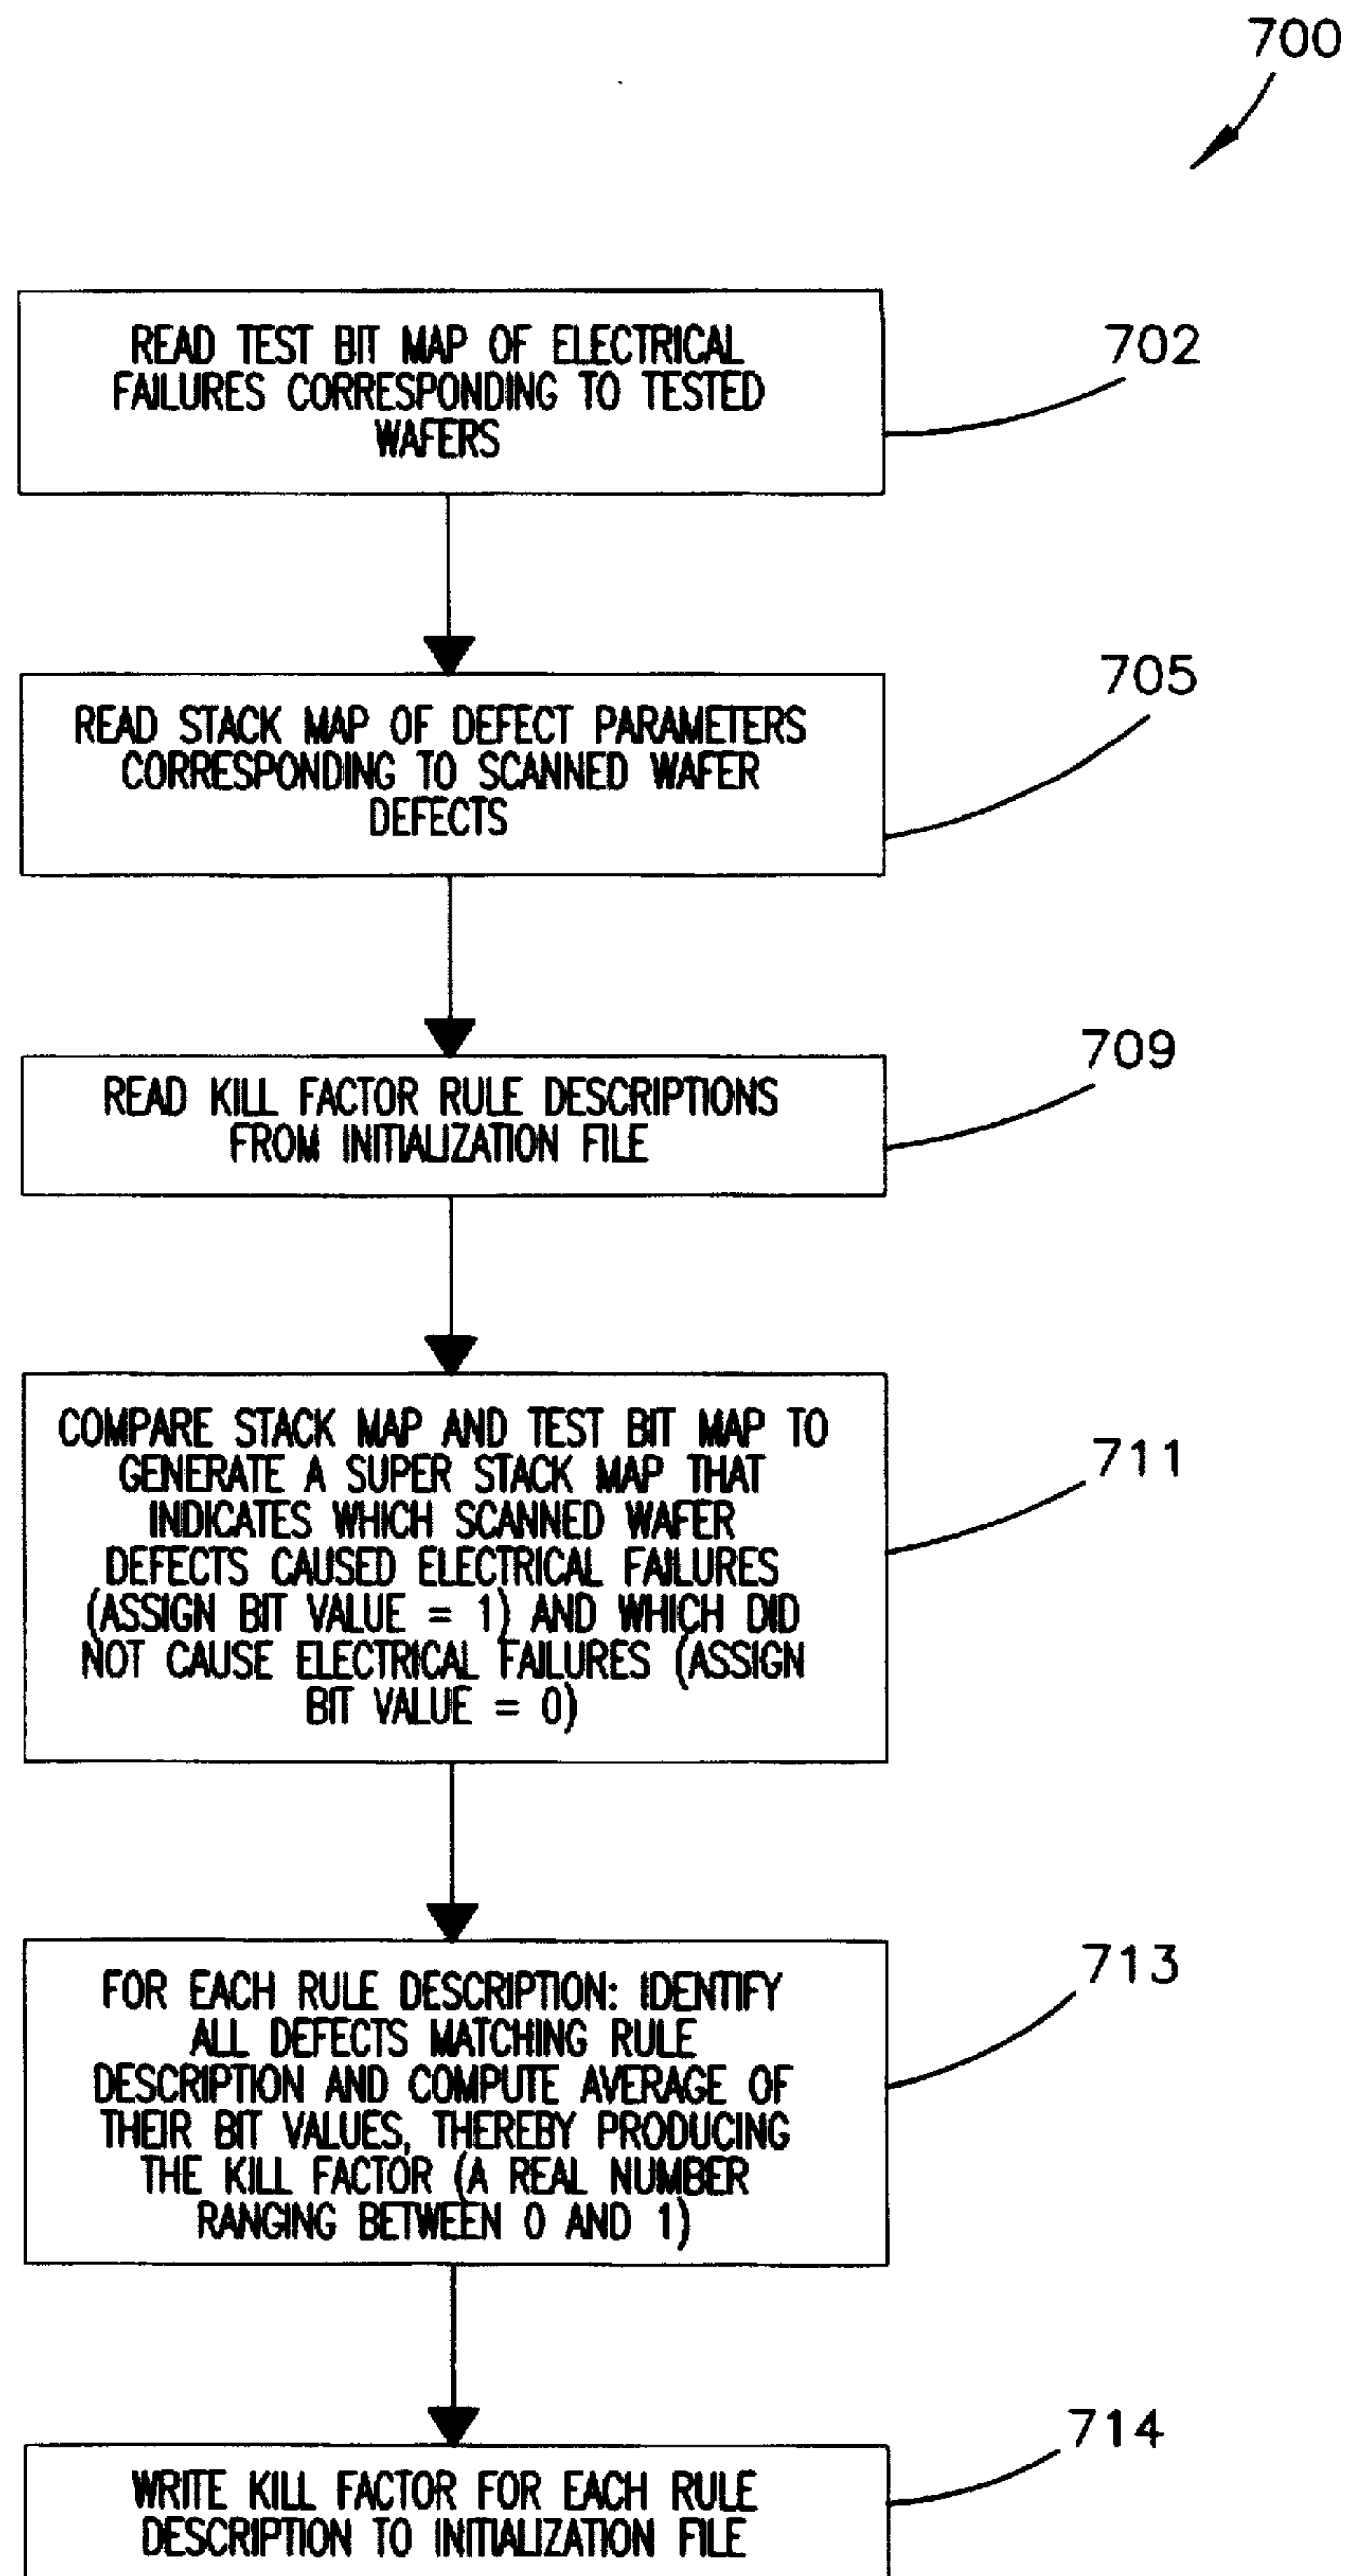 700
READ TEST BIT MAP OF ELECTRICAL
FAILURES CORRESPONDING TO TESTED
WAFERS
702
READ STACK MAP OF DEFECT PARAMETERS
CORRESPONDING TO SCANNED WAFER
DEFECTS
705
READ KILL FACTOR RULE DESCRIPTIONS
FROM INITIALIZATION FILE
709
COMPARE STACK MAP AND TEST BIT MAP TO
GENERATE A SUPER STACK MAP THAT
INDICATES WHICH SCANNED WAFER
DEFECTS CAUSED ELECTRICAL FAILURES
(ASSIGN BIT VALUE = 1) AND WHICH DID
NOT CAUSE ELECTRICAL FAILURES (ASSIGN
BIT VALUE = 0)
711
FOR EACH RULE DESCRIPTION: IDENTIFY
ALL DEFECTS MATCHING RULE
DESCRIPTION AND COMPUTE AVERAGE OF
THEIR BIT VALUES, THEREBY PRODUCING
THE KILL FACTOR (A REAL NUMBER
RANGING BETWEEN 0 AND 1)
713
WRITE KILL FACTOR FOR EACH RULE
DESCRIPTION TO INITIALIZATION FILE
714